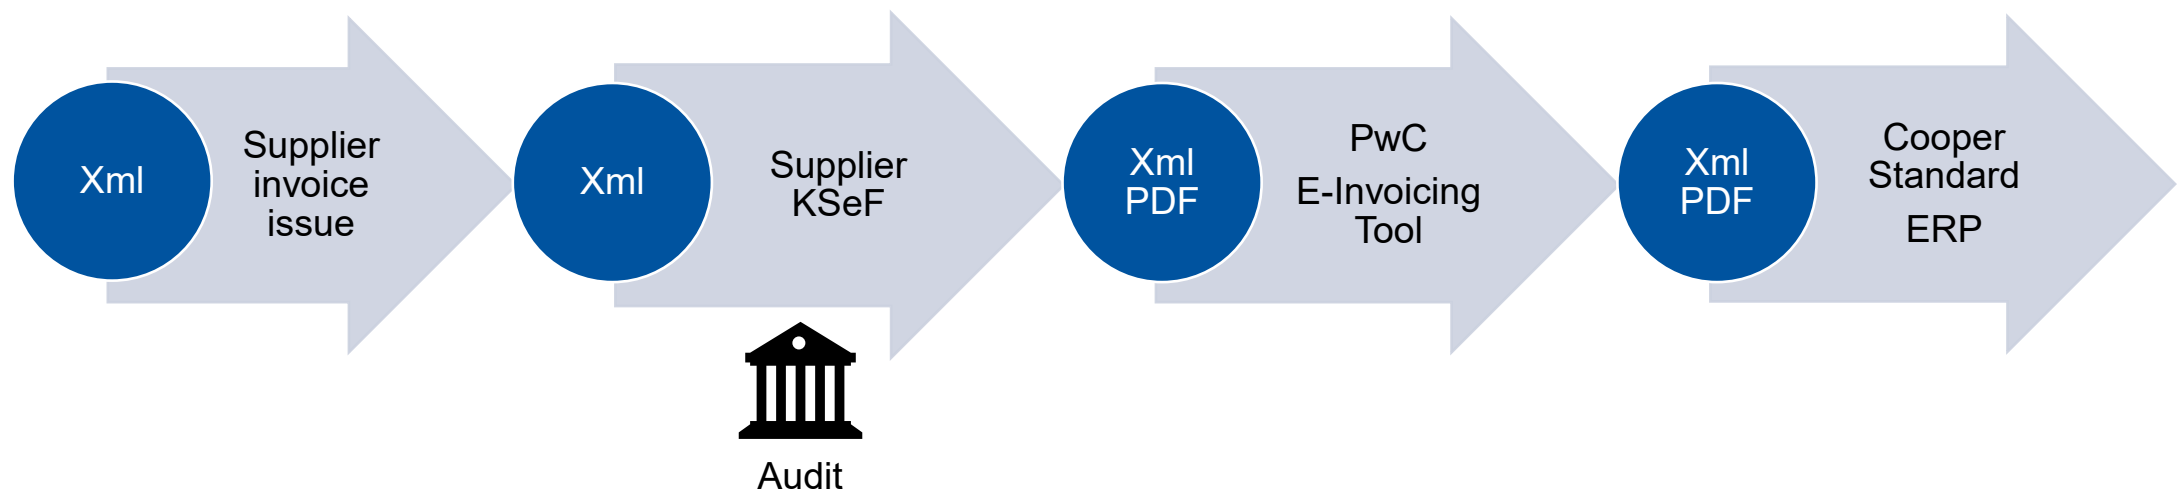 Xml
Supplier
invoice
issue
Xml
Supplier
KSeF
Audit
Xml
PDF
PwC
E-Invoicing
Tool
Xml
PDF
Cooper
Standard
ERP